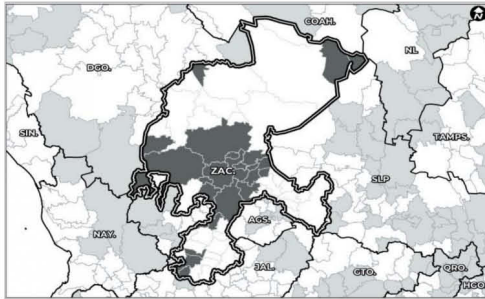 COAH.
NL
DGO.
SIN.
TAMPS.
ZAC.
SLP
NAY.
AGS.
JAL.
GTO.
QRO.
HGO